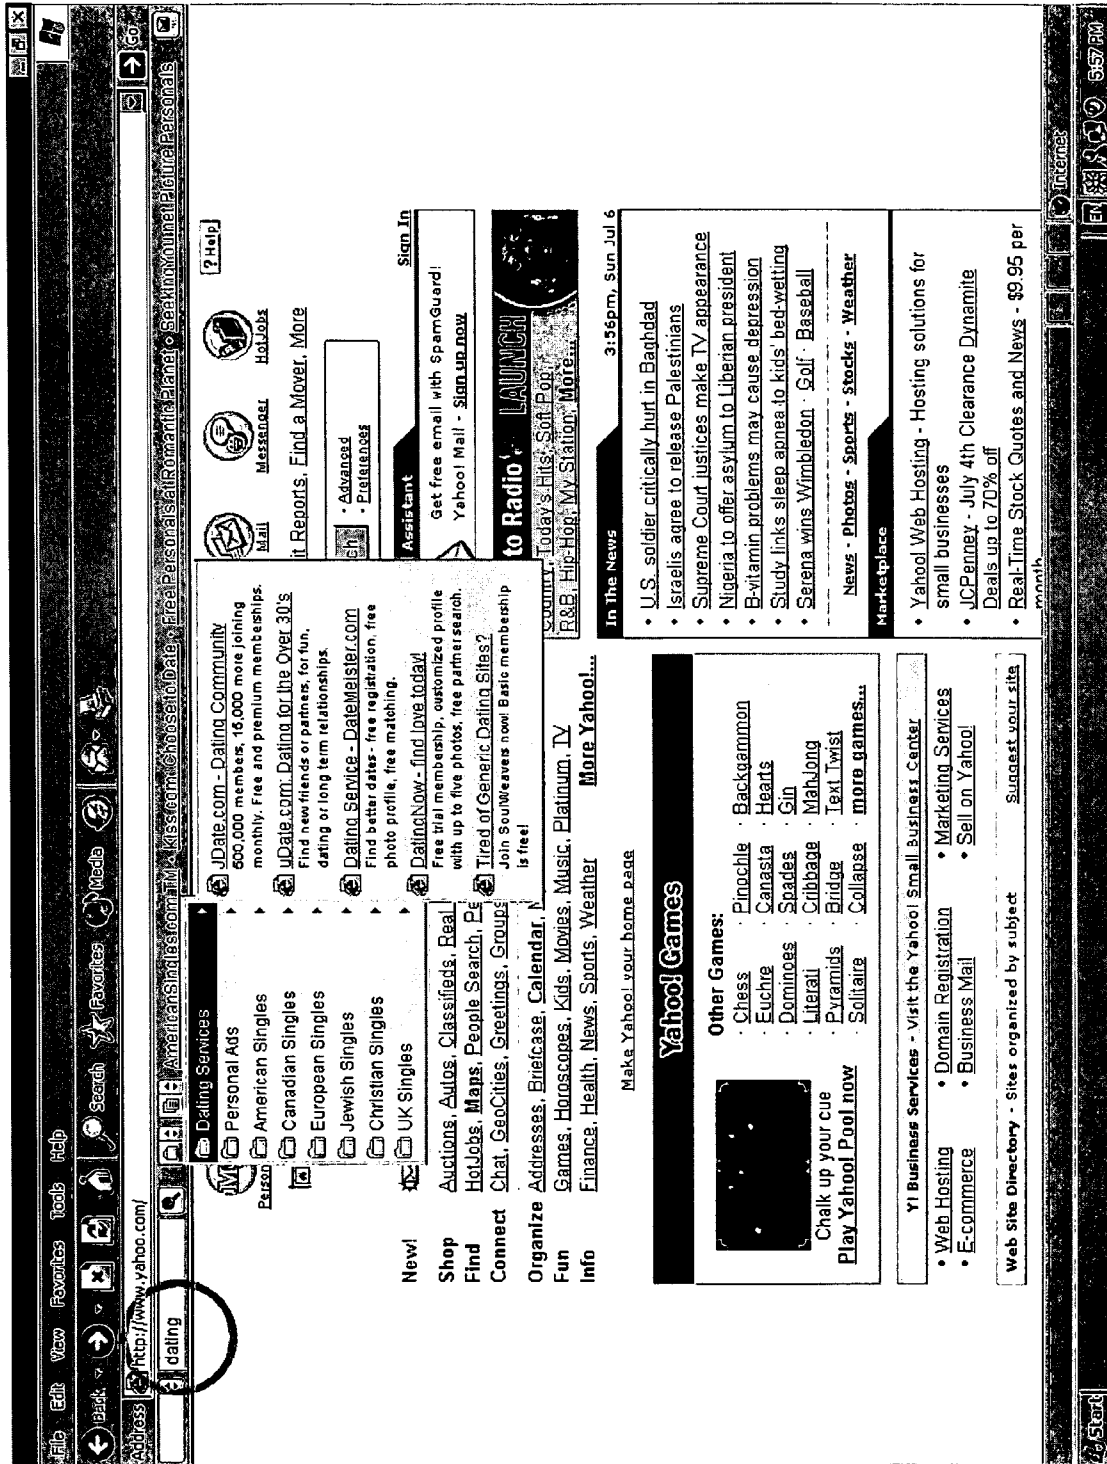 File Edit View Favorites Tools Help
Back Search Favorites Media
Address http://www.yahoo.com/ Go
dating AmericanSingles.com TM • Kiss.com: Choose to Date • Free Personals at Romantic Planet • SeekingYou.net Picture Personals
Dating Services
Personal Ads
American Singles
Canadian Singles
European Singles
Jewish Singles
Christian Singles
UK Singles
JDate.com - Dating Community
600,000 members, 16,000 more joining
monthly. Free and premium memberships.
uDate.com: Dating for the Over 30's
Find new friends or partners, for fun,
dating or long term relationships.
Dating Service - DateMeister.com
Find better dates - free registration, free
photo profile, free matching.
DatingNow - find love today!
Free trial membership, customized profile
with up to five photos, free partner search.
Tired of Generic Dating Sites?
Join SoulWeavers now! Basic membership
is free!
Person
Mail Messenger HotJobs ? Help
it Reports, Find a Mover, More
ch • Advanced
• Preferences
New!
Assistant Sign In
Get free email with SpamGuard!
Yahoo! Mail - Sign up now
Shop Auctions, Autos, Classifieds, Real
Find HotJobs, Maps, People Search, Pe
Connect Chat, GeoCities, Greetings, Groups
Organize Addresses, Briefcase, Calendar,
Fun Games, Horoscopes, Kids, Movies, Music, Platinum, TV
Info Finance, Health, News, Sports, Weather More Yahoo!...
to Radio LAUNCH
Country, Today's Hits, Soft Pop,
R&B, Hip-Hop, My Station, More...
Make Yahoo! your home page
Yahoo! Games
Chalk up your cue
Play Yahoo! Pool now
Other Games:
· Chess · Pinochle · Backgammon
· Euchre · Canasta · Hearts
· Dominoes · Spades · Gin
· Literati · Cribbage · MahJong
· Pyramids · Bridge · Text Twist
· Solitaire · Collapse · more games...
Y! Business Services - Visit the Yahoo! Small Business Center
• Web Hosting • Domain Registration • Marketing Services
• E-commerce • Business Mail • Sell on Yahoo!
Web Site Directory - Sites organized by subject Suggest your site
In The News 3:56pm, Sun Jul 6
• U.S. soldier critically hurt in Baghdad
• Israelis agree to release Palestinians
• Supreme Court justices make TV appearance
• Nigeria to offer asylum to Liberian president
• B-vitamin problems may cause depression
• Study links sleep apnea to kids' bed-wetting
• Serena wins Wimbledon · Golf · Baseball
News - Photos - Sports - Stocks - Weather
Marketplace
• Yahoo! Web Hosting - Hosting solutions for
small businesses
• JCPenney - July 4th Clearance Dynamite
Deals up to 70% off
• Real-Time Stock Quotes and News - $9.95 per
month
Internet
Start EN 5:57 PM